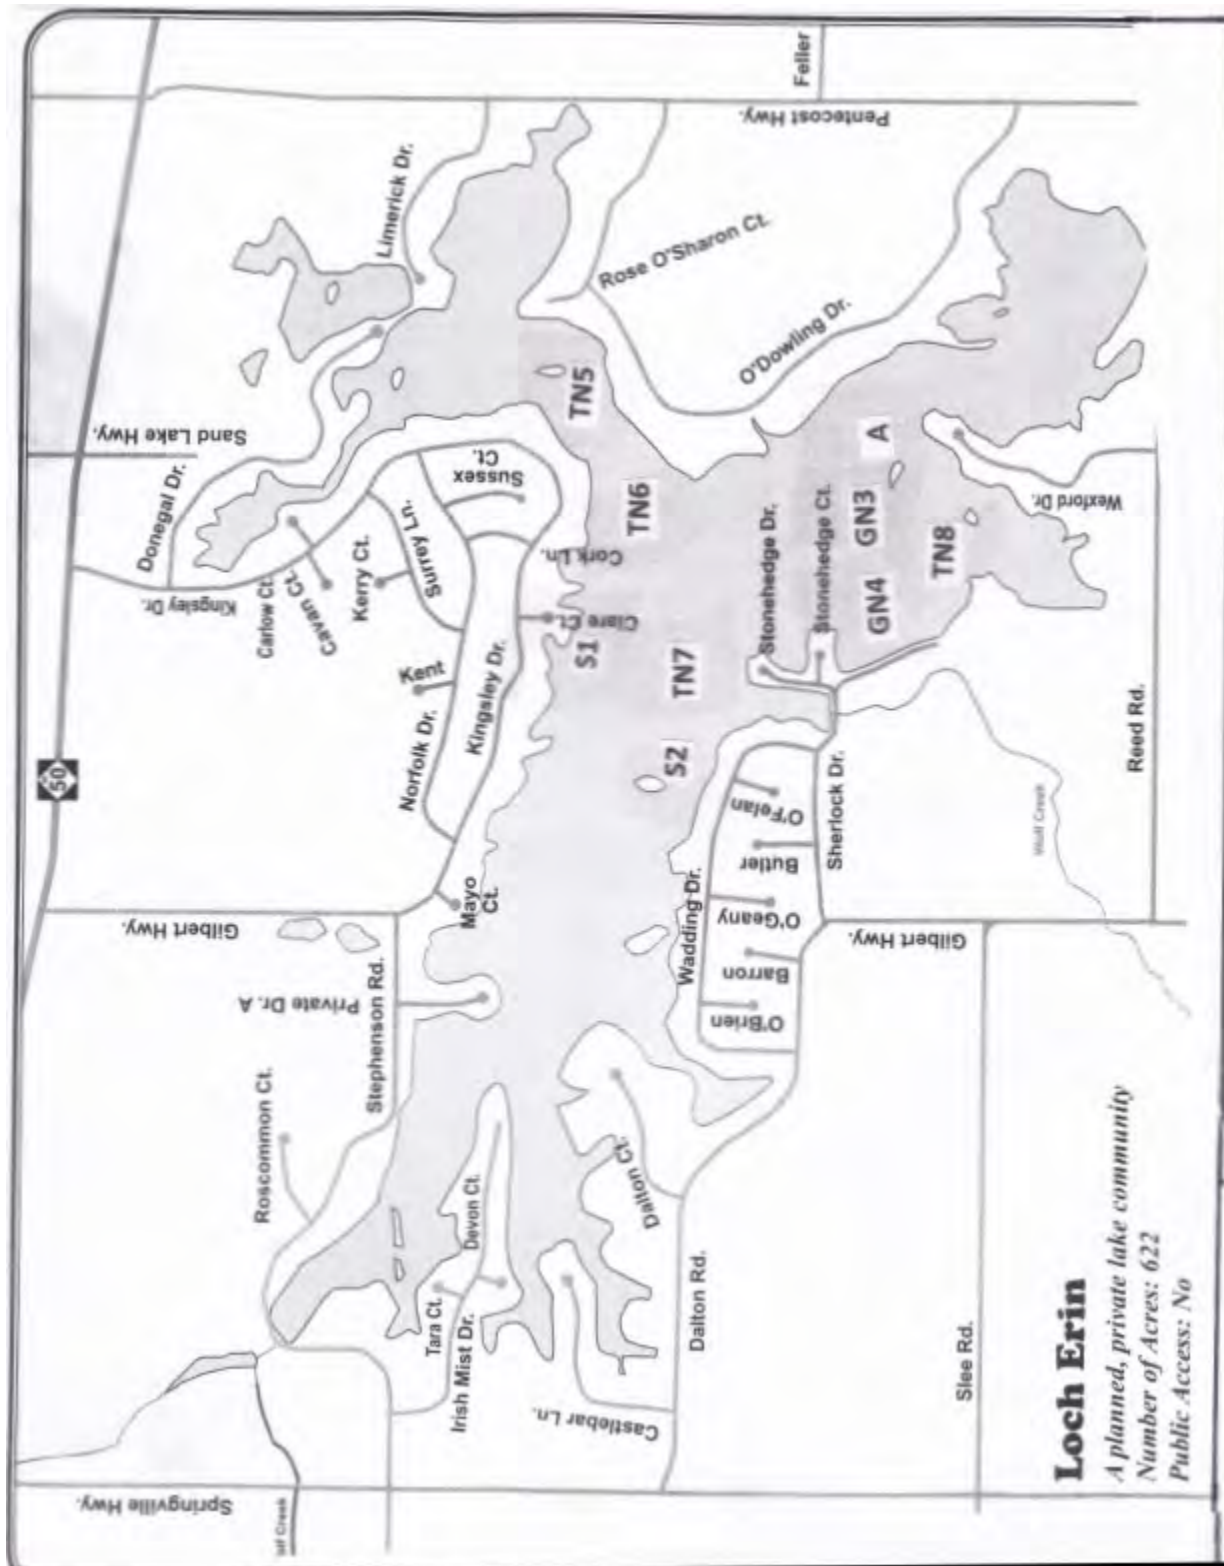 50
Sand Lake Hwy.
Donegal Dr.
Kingsley Dr.
Carlow Ct.
Cavan Ct.
Kerry Ct.
Surrey Ln.
Sussex
Ct.
Limerick Dr.
Feller
Pentecost Hwy.
Rose O'Sharon Ct.
O'Dowling Dr.
Kent
Norfolk Dr.
Kingsley Dr.
Cork Ln.
Clare Ct.
Gilbert Hwy.
Mayo
Ct.
Private Dr. A
Stephenson Rd.
Roscommon Ct.
Springville Hwy.
Tara Ct.
Irish Mist Dr.
Devon Ct.
Castlebar Ln.
Dalton Ct.
Dalton Rd.
S1
S2
TN5
TN6
TN7
TN8
GN3
GN4
A
Stonehedge Dr.
Stonehedge Ct.
Wexford Dr.
Wadding Dr.
O'Felan
Butler
O'Geany
Barron
O'Brien
Sherlock Dr.
Gilbert Hwy.
Wolf Creek
Reed Rd.
Slee Rd.
Loch Erin
A planned, private lake community
Number of Acres: 622
Public Access: No